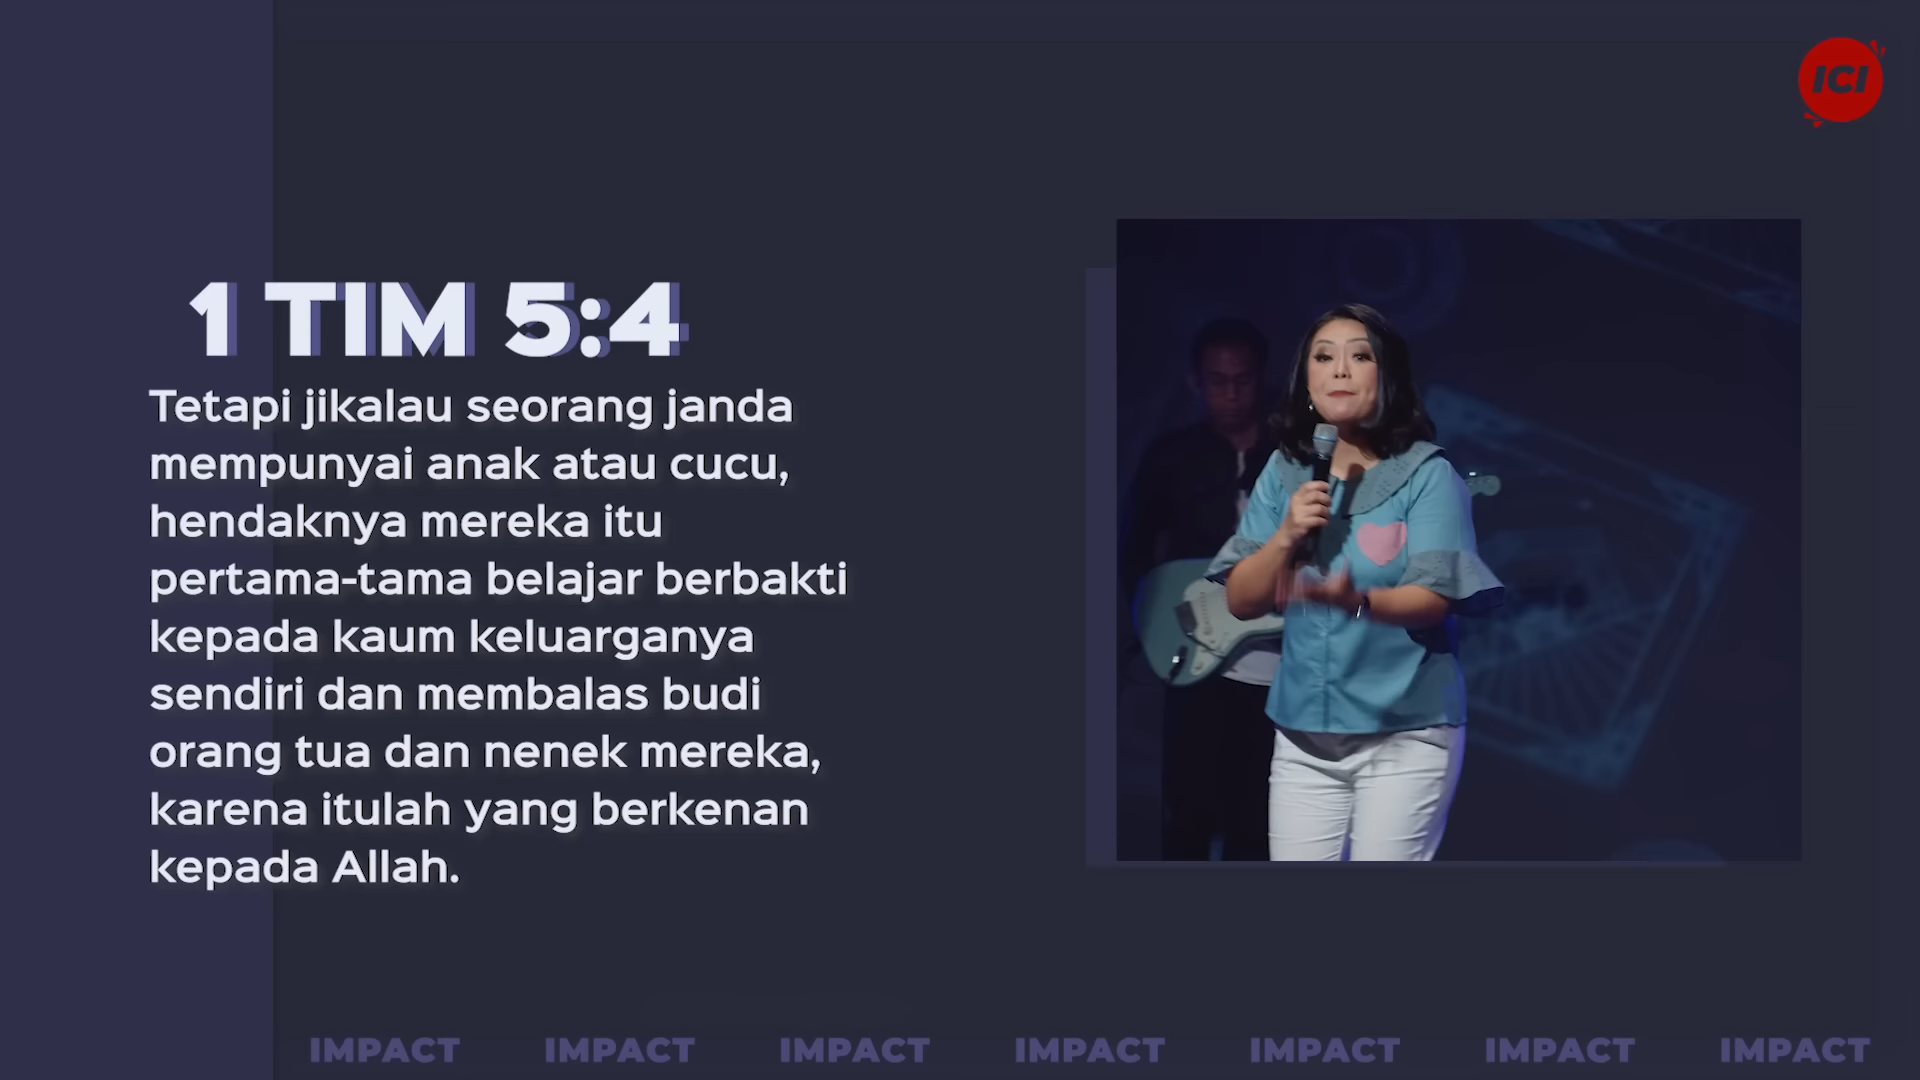 ICI
1 TIM 5:4
Tetapi jikalau seorang janda
mempunyai anak atau cucu,
hendaknya mereka itu
pertama-tama belajar berbakti
kepada kaum keluarganya
sendiri dan membalas budi
orang tua dan nenek mereka,
karena itulah yang berkenan
kepada Allah.
IMPACT IMPACT IMPACT IMPACT IMPACT IMPACT IMPACT